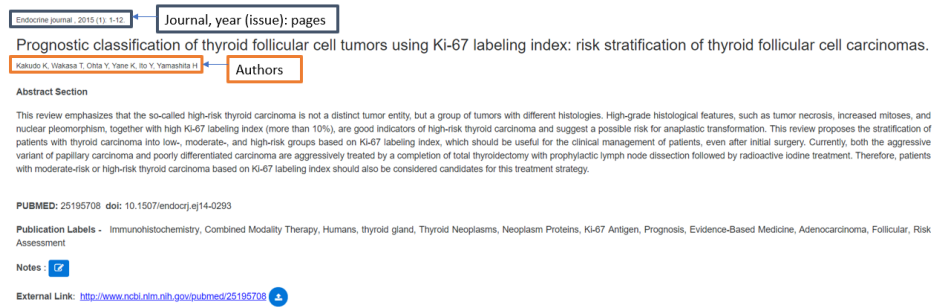 Endocrine journal , 2015 (1): 1-12.
Journal, year (issue): pages
Prognostic classification of thyroid follicular cell tumors using Ki-67 labeling index: risk stratification of thyroid follicular cell carcinomas.
Kakudo K, Wakasa T, Ohta Y, Yane K, Ito Y, Yamashita H
Authors
Abstract Section
This review emphasizes that the so-called high-risk thyroid carcinoma is not a distinct tumor entity, but a group of tumors with different histologies. High-grade histological features, such as tumor necrosis, increased mitoses, and
nuclear pleomorphism, together with high Ki-67 labeling index (more than 10%), are good indicators of high-risk thyroid carcinoma and suggest a possible risk for anaplastic transformation. This review proposes the stratification of
patients with thyroid carcinoma into low-, moderate-, and high-risk groups based on Ki-67 labeling index, which should be useful for the clinical management of patients, even after initial surgery. Currently, both the aggressive
variant of papillary carcinoma and poorly differentiated carcinoma are aggressively treated by a completion of total thyroidectomy with prophylactic lymph node dissection followed by radioactive iodine treatment. Therefore, patients
with moderate-risk or high-risk thyroid carcinoma based on Ki-67 labeling index should also be considered candidates for this treatment strategy.
PUBMED: 25195708 doi: 10.1507/endocrj.ej14-0293
Publication Labels - Immunohistochemistry, Combined Modality Therapy, Humans, thyroid gland, Thyroid Neoplasms, Neoplasm Proteins, Ki-67 Antigen, Prognosis, Evidence-Based Medicine, Adenocarcinoma, Follicular, Risk
Assessment
Notes :
External Link: http://www.ncbi.nlm.nih.gov/pubmed/25195708